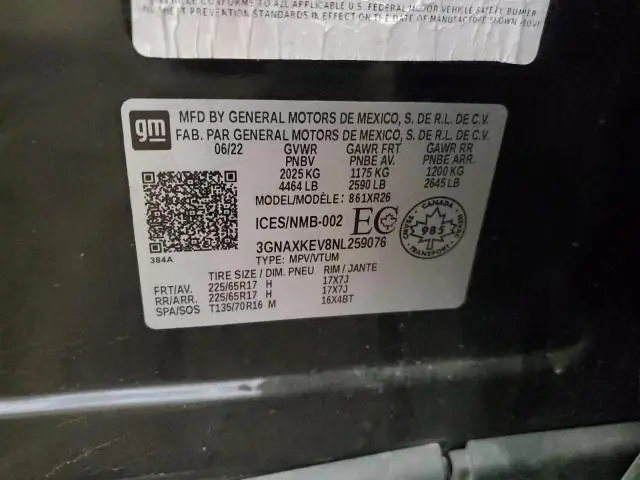 VEHICLE CONFORMS TO ALL APPLICABLE U.S. FEDERAL MOTOR VEHICLE SAFETY, BUMPER
THEFT PREVENTION STANDARDS IN EFFECT ON THE DATE OF MANUFACTURE SHOWN ABOVE
gm
MFD BY GENERAL MOTORS DE MEXICO, S. DE R.L. DE C.V.
FAB. PAR GENERAL MOTORS DE MEXICO, S. DE R.L. DE C.V.
06/22 GVWR GAWR FRT GAWR RR
PNBV PNBE AV. PNBE ARR.
2025 KG 1175 KG 1200 KG
4464 LB 2590 LB 2645 LB
MODEL/MODÈLE: 861XR26
ICES/NMB-002 EC CANADA 985
3GNAXKEV8NL259076
384A
TYPE: MPV/VTUM
TIRE SIZE / DIM. PNEU RIM / JANTE
FRT/AV. 225/65R17 H 17X7J
RR/ARR. 225/65R17 H 17X7J
SPA/SOS T135/70R16 M 16X4BT